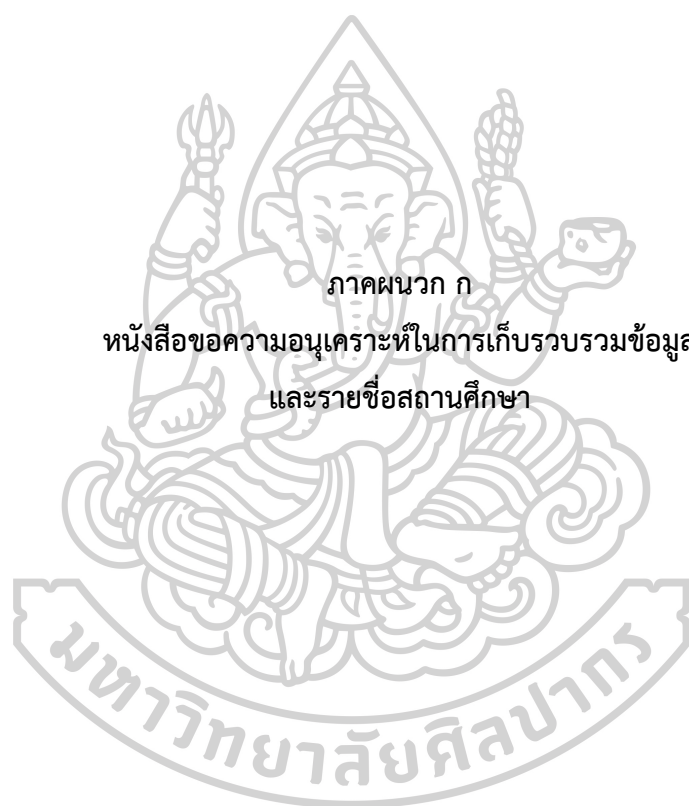 ภาคผนวก ก
หนังสือขอความอนุเคราะห์ในการเก็บรวบรวมข้อมูล
และรายชื่อสถานศึกษา
มหาวิทยาลัยศิลปากร